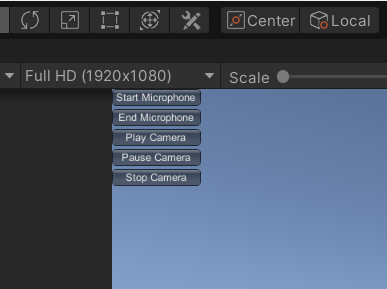 Center
Local
Full HD (1920x1080)
Scale
Start Microphone
End Microphone
Play Camera
Pause Camera
Stop Camera